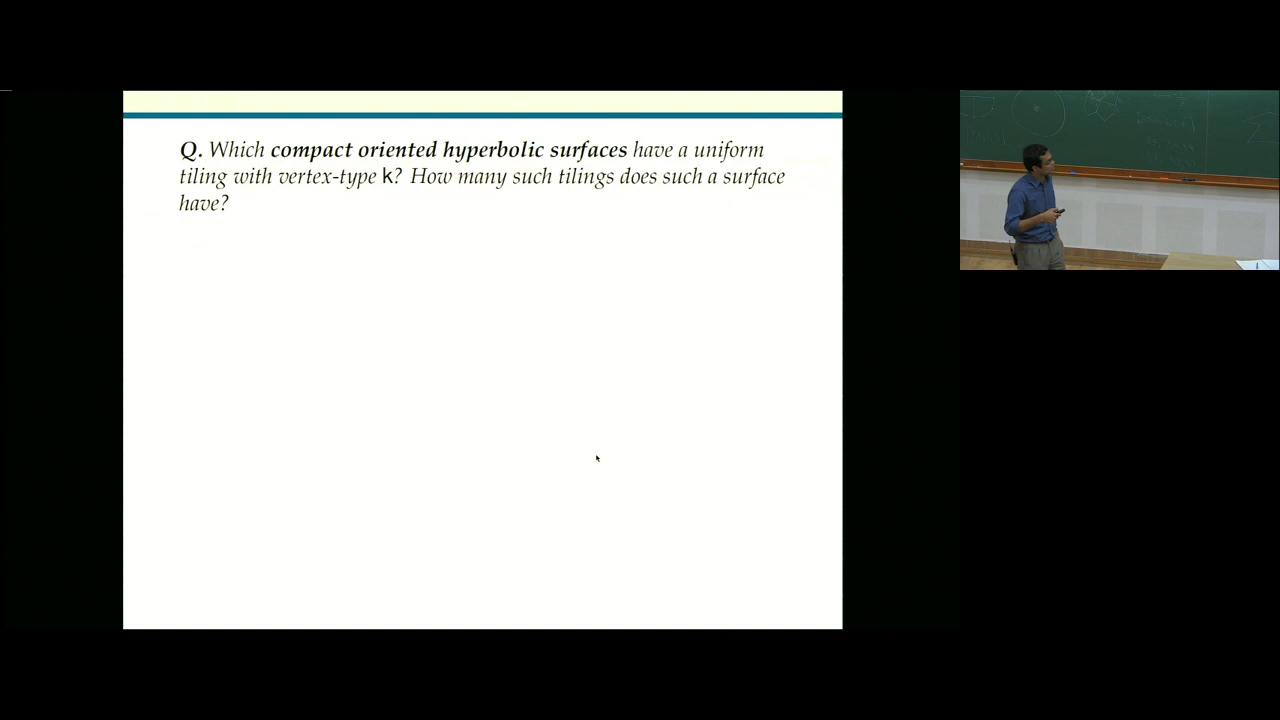 Q. Which compact oriented hyperbolic surfaces have a uniform
tiling with vertex-type k? How many such tilings does such a surface
have?